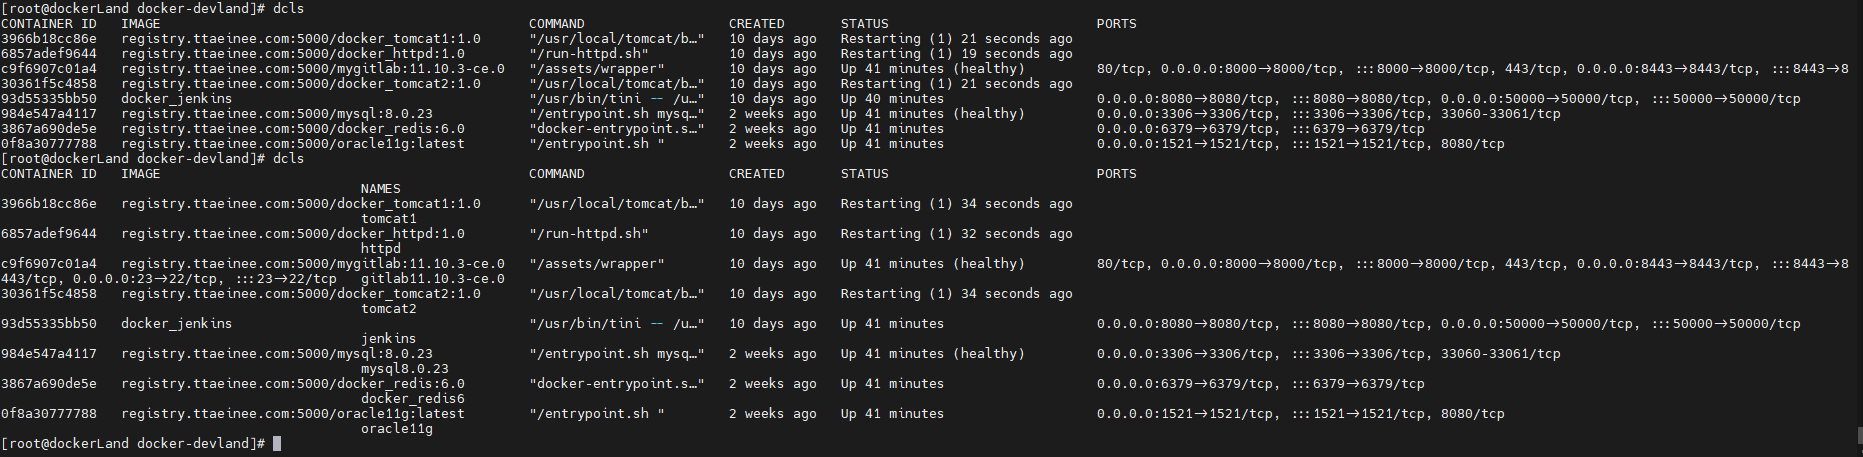 [root@dockerLand docker-devland]# dcls
CONTAINER ID   IMAGE                                           COMMAND                  CREATED       STATUS                          PORTS
3966b18cc86e   registry.ttaeinee.com:5000/docker_tomcat1:1.0      "/usr/local/tomcat/b…"   10 days ago   Restarting (1) 21 seconds ago
6857adef9644   registry.ttaeinee.com:5000/docker_httpd:1.0        "/run-httpd.sh"          10 days ago   Restarting (1) 19 seconds ago
c9f6907c01a4   registry.ttaeinee.com:5000/mygitlab:11.10.3-ce.0   "/assets/wrapper"        10 days ago   Up 41 minutes (healthy)         80/tcp, 0.0.0.0:8000->8000/tcp, :::8000->8000/tcp, 443/tcp, 0.0.0.0:8443->8443/tcp, :::8443->8
30361f5c4858   registry.ttaeinee.com:5000/docker_tomcat2:1.0      "/usr/local/tomcat/b…"   10 days ago   Restarting (1) 21 seconds ago
93d55335bb50   docker_jenkins                                     "/usr/bin/tini -- /u…"   10 days ago   Up 40 minutes                   0.0.0.0:8080->8080/tcp, :::8080->8080/tcp, 0.0.0.0:50000->50000/tcp, :::50000->50000/tcp
984e547a4117   registry.ttaeinee.com:5000/mysql:8.0.23            "/entrypoint.sh mysq…"   2 weeks ago   Up 41 minutes (healthy)         0.0.0.0:3306->3306/tcp, :::3306->3306/tcp, 33060-33061/tcp
3867a690de5e   registry.ttaeinee.com:5000/docker_redis:6.0        "docker-entrypoint.s…"   2 weeks ago   Up 41 minutes                   0.0.0.0:6379->6379/tcp, :::6379->6379/tcp
0f8a30777788   registry.ttaeinee.com:5000/oracle11g:latest        "/entrypoint.sh "        2 weeks ago   Up 41 minutes                   0.0.0.0:1521->1521/tcp, :::1521->1521/tcp, 8080/tcp
[root@dockerLand docker-devland]# dcls
CONTAINER ID   IMAGE                                           COMMAND                  CREATED       STATUS                          PORTS
NAMES
3966b18cc86e   registry.ttaeinee.com:5000/docker_tomcat1:1.0      "/usr/local/tomcat/b…"   10 days ago   Restarting (1) 34 seconds ago
tomcat1
6857adef9644   registry.ttaeinee.com:5000/docker_httpd:1.0        "/run-httpd.sh"          10 days ago   Restarting (1) 32 seconds ago
httpd
c9f6907c01a4   registry.ttaeinee.com:5000/mygitlab:11.10.3-ce.0   "/assets/wrapper"        10 days ago   Up 41 minutes (healthy)         80/tcp, 0.0.0.0:8000->8000/tcp, :::8000->8000/tcp, 443/tcp, 0.0.0.0:8443->8443/tcp, :::8443->8
443/tcp, 0.0.0.0:23->22/tcp, :::23->22/tcp   gitlab11.10.3-ce.0
30361f5c4858   registry.ttaeinee.com:5000/docker_tomcat2:1.0      "/usr/local/tomcat/b…"   10 days ago   Restarting (1) 34 seconds ago
tomcat2
93d55335bb50   docker_jenkins                                     "/usr/bin/tini -- /u…"   10 days ago   Up 41 minutes                   0.0.0.0:8080->8080/tcp, :::8080->8080/tcp, 0.0.0.0:50000->50000/tcp, :::50000->50000/tcp
jenkins
984e547a4117   registry.ttaeinee.com:5000/mysql:8.0.23            "/entrypoint.sh mysq…"   2 weeks ago   Up 41 minutes (healthy)         0.0.0.0:3306->3306/tcp, :::3306->3306/tcp, 33060-33061/tcp
mysql8.0.23
3867a690de5e   registry.ttaeinee.com:5000/docker_redis:6.0        "docker-entrypoint.s…"   2 weeks ago   Up 41 minutes                   0.0.0.0:6379->6379/tcp, :::6379->6379/tcp
docker_redis6
0f8a30777788   registry.ttaeinee.com:5000/oracle11g:latest        "/entrypoint.sh "        2 weeks ago   Up 41 minutes                   0.0.0.0:1521->1521/tcp, :::1521->1521/tcp, 8080/tcp
oracle11g
[root@dockerLand docker-devland]#